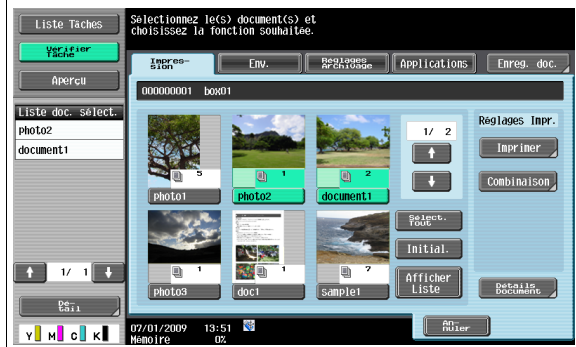 Liste Tâches
Vérifier
Tâche
Aperçu
Liste doc. sélect.
photo2
document1
1/ 1
Dé-
tail
Y M C K
Sélectionnez le(s) document(s) et
choisissez la fonction souhaitée.
Impres-
sion
Env.
Réglages
Archivage
Applications
Enreg. doc.
000000001 box01
5
photo1
1
photo2
2
document1
1/ 2
Réglages Impr.
Imprimer
Combinaison
Sélect.
Tout
Initial.
Afficher
Liste
1
photo3
1
doc1
7
sample1
Détails
Document
An-
nuler
07/01/2009 13:51
Mémoire 0%